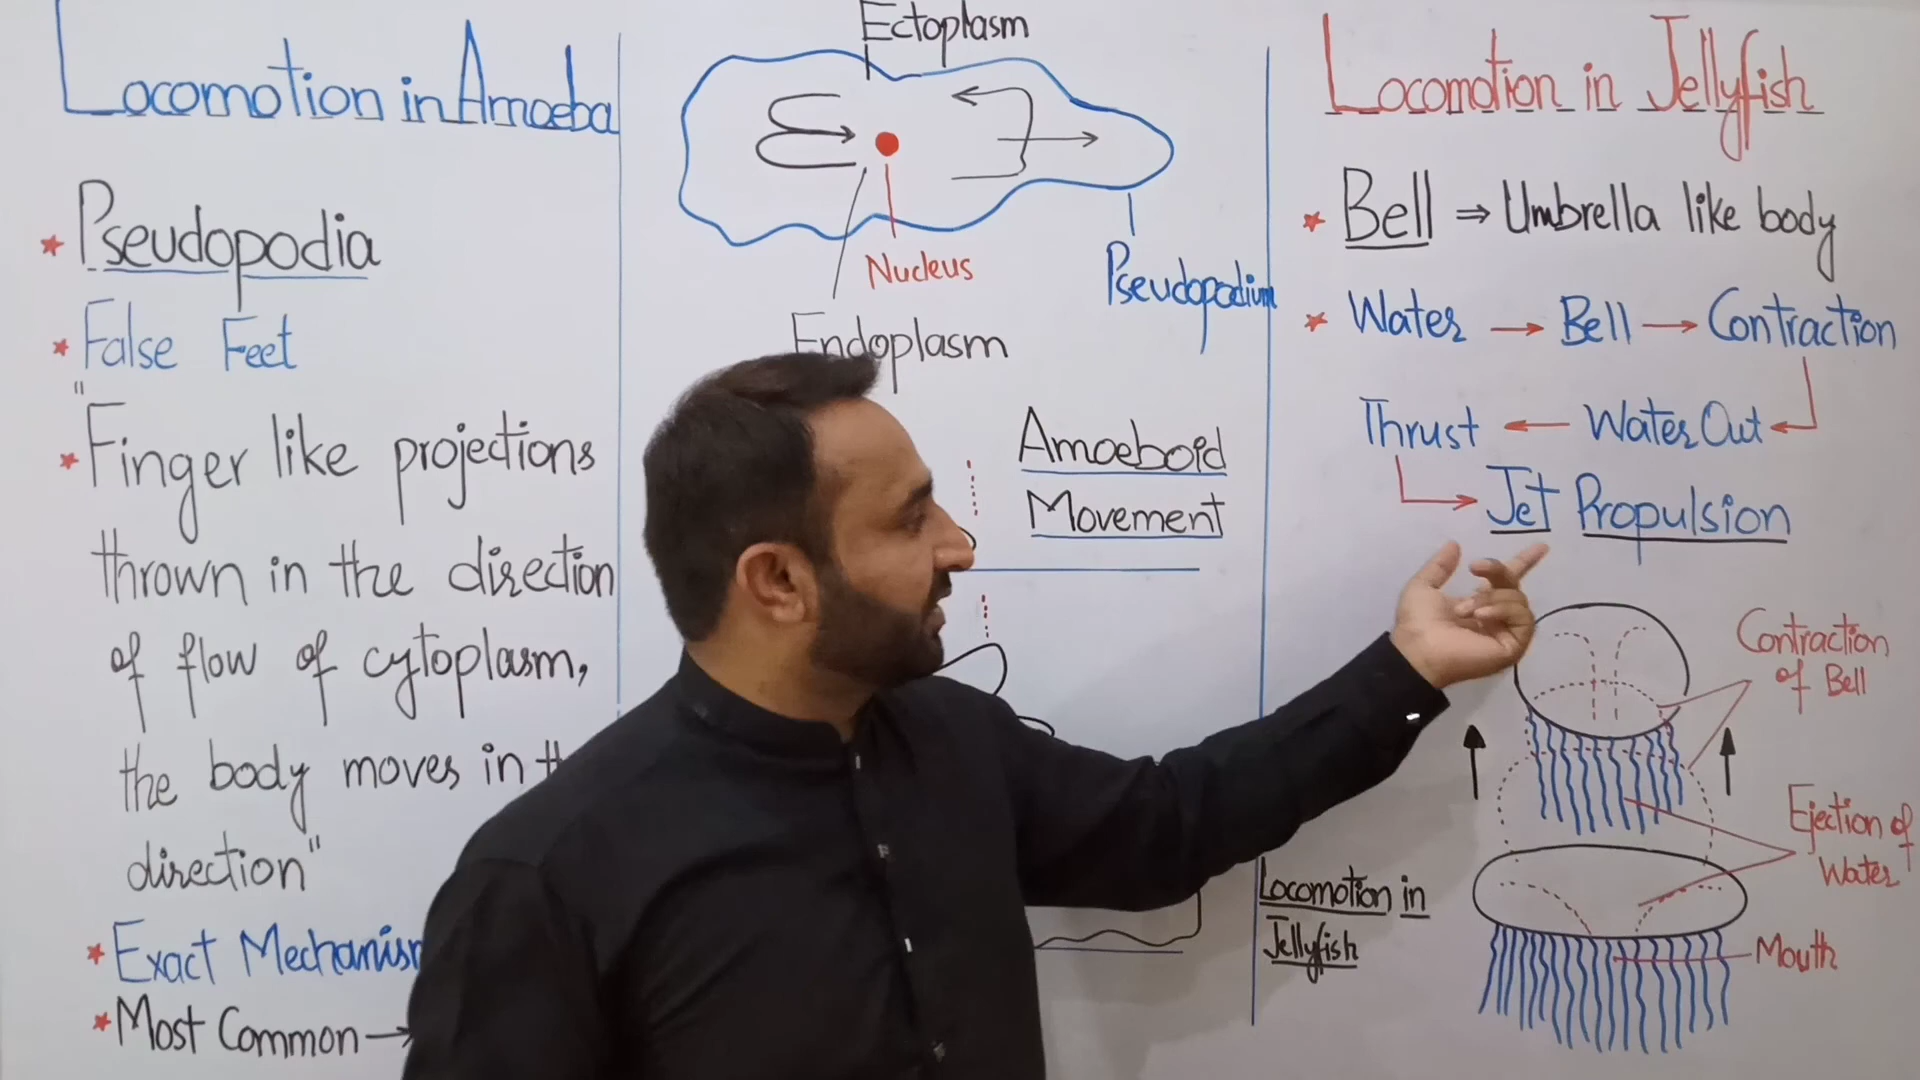 Locomotion in Amoeba
Pseudopodia
False Feet
"Finger like projections
thrown in the direction
of flow of cytoplasm,
the body moves in
direction"
Exact Mechanism
Most Common →
Ectoplasm
Nucleus
Pseudopodium
Endoplasm
Amoeboid
Movement
Locomotion in Jellyfish
Bell ⇒ Umbrella like body
Water → Bell → Contraction
Thrust ← Water Out
Jet Propulsion
Contraction
of Bell
Ejection of
Water
Mouth
Locomotion in
Jellyfish